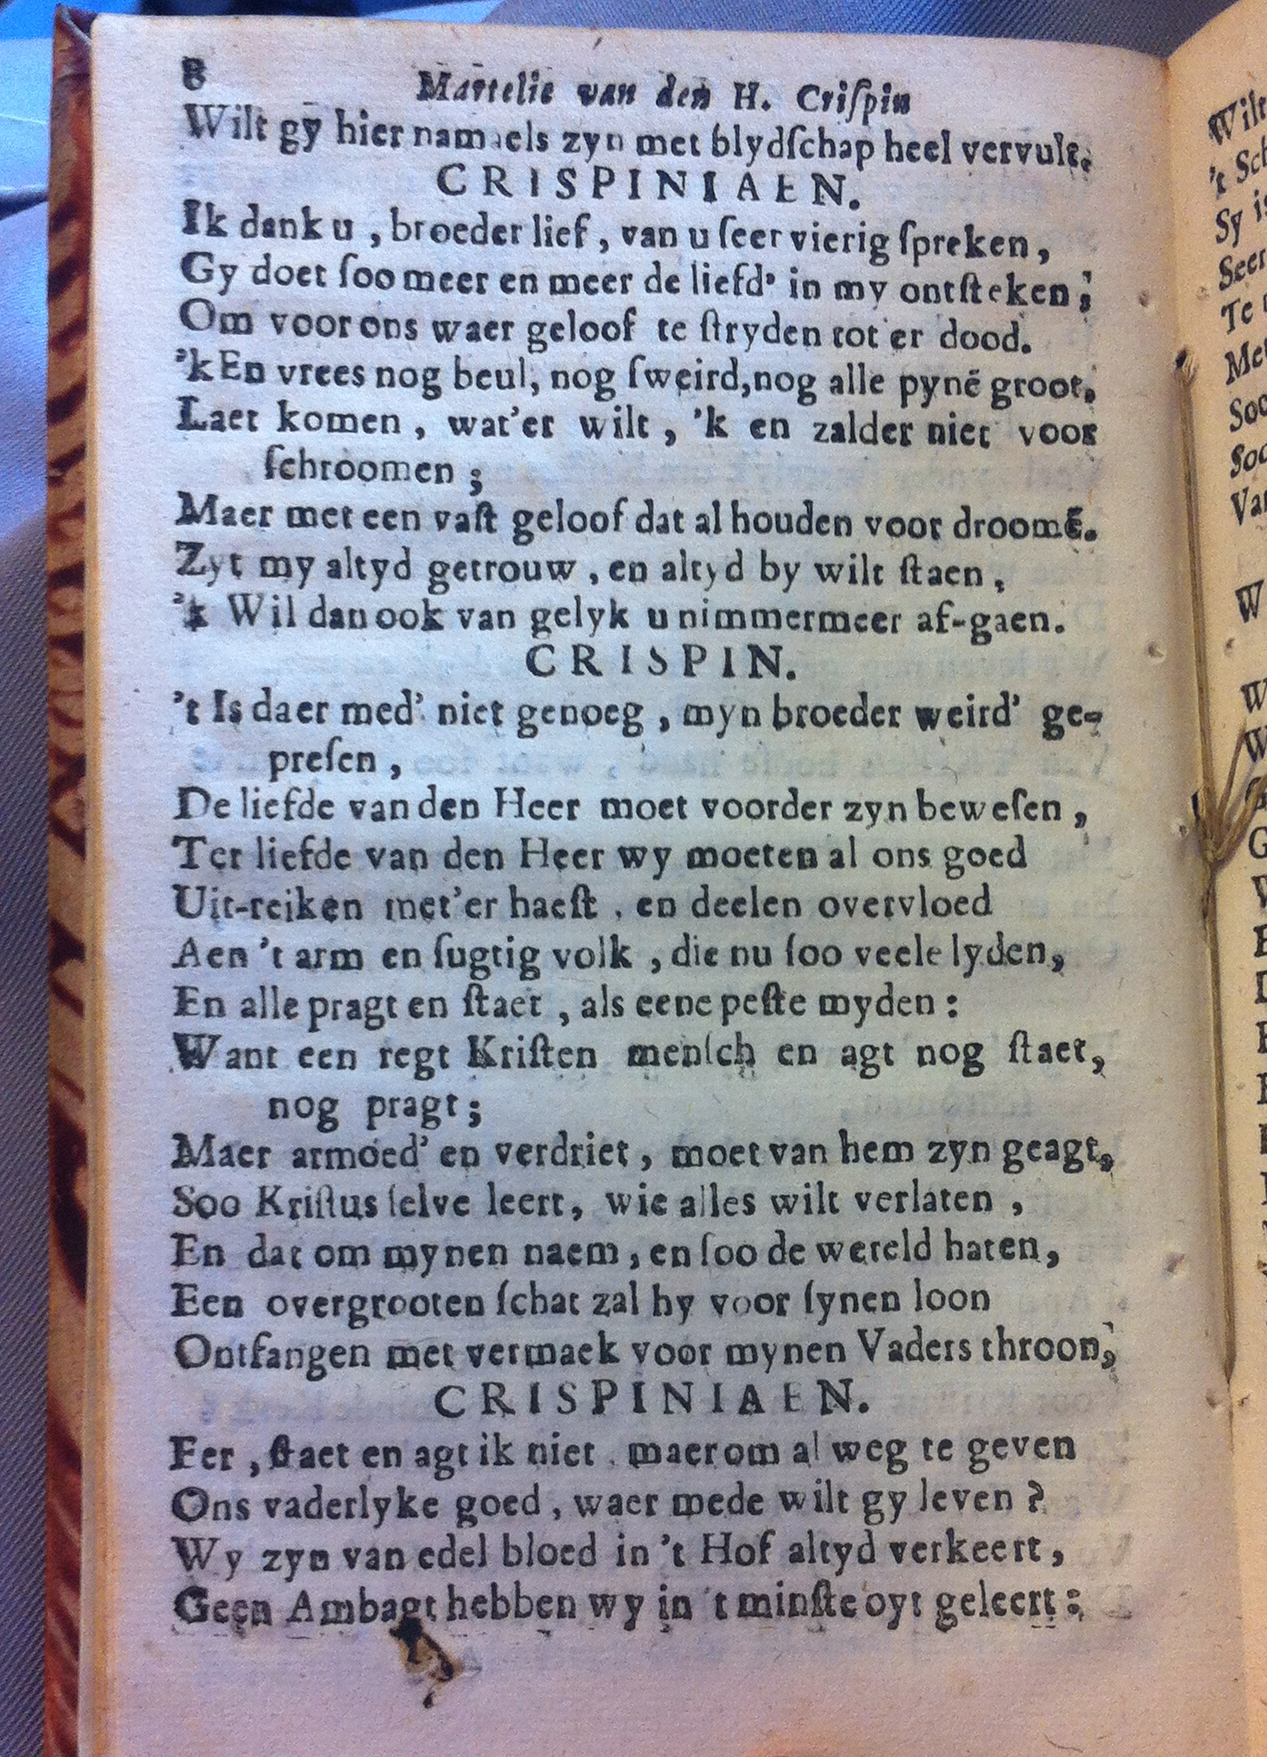 8
Martelie van den H. Criſpin
Wilt gy hier namaels zyn met blydſchap heel vervult.
CRISPINIAEN.
Ik dank u, broeder lief, van u ſeer vierig ſpreken,
Gy doet ſoo meer en meer de liefd' in my ontſteken;
Om voor ons waer geloof te ſtryden tot er dood.
'k En vrees nog beul, nog ſweird, nog alle pynē groot,
Laet komen, wat'er wilt, 'k en zalder niet voor
ſchroomen;
Maer met een vaſt geloof dat al houden voor droomē.
Zyt my altyd getrouw, en altyd by wilt ſtaen,
'k Wil dan ook van gelyk u nimmermeer af-gaen.
CRISPIN.
't Is daer med' niet genoeg, myn broeder weird' ge-
preſen,
De liefde van den Heer moet voorder zyn beweſen,
Ter liefde van den Heer wy moeten al ons goed
Uit-reiken met'er haeſt, en deelen overvloed
Aen 't arm en ſugtig volk, die nu ſoo veele lyden,
En alle pragt en ſtaet, als eene peſte myden:
Want een regt Kriſten menſch en agt nog ſtaet,
nog pragt;
Maer armoed' en verdriet, moet van hem zyn geagt,
Soo Kriſtus ſelve leert, wie alles wilt verlaten,
En dat om mynen naem, en ſoo de wereld haten,
Een overgrooten ſchat zal hy voor ſynen loon
Ontfangen met vermaek voor mynen Vaders throon,
CRISPINIAEN.
Eer, ſtaet en agt ik niet, maer om al weg te geven
Ons vaderlyke goed, waer mede wilt gy leven?
Wy zyn van edel bloed in 't Hof altyd verkeert,
Geen Ambagt hebben wy in 't minſte oyt geleert:
Wilt
't Sch
Sy is
Seer
Te
Met
Soo
Soo
Van
W
W
W
G